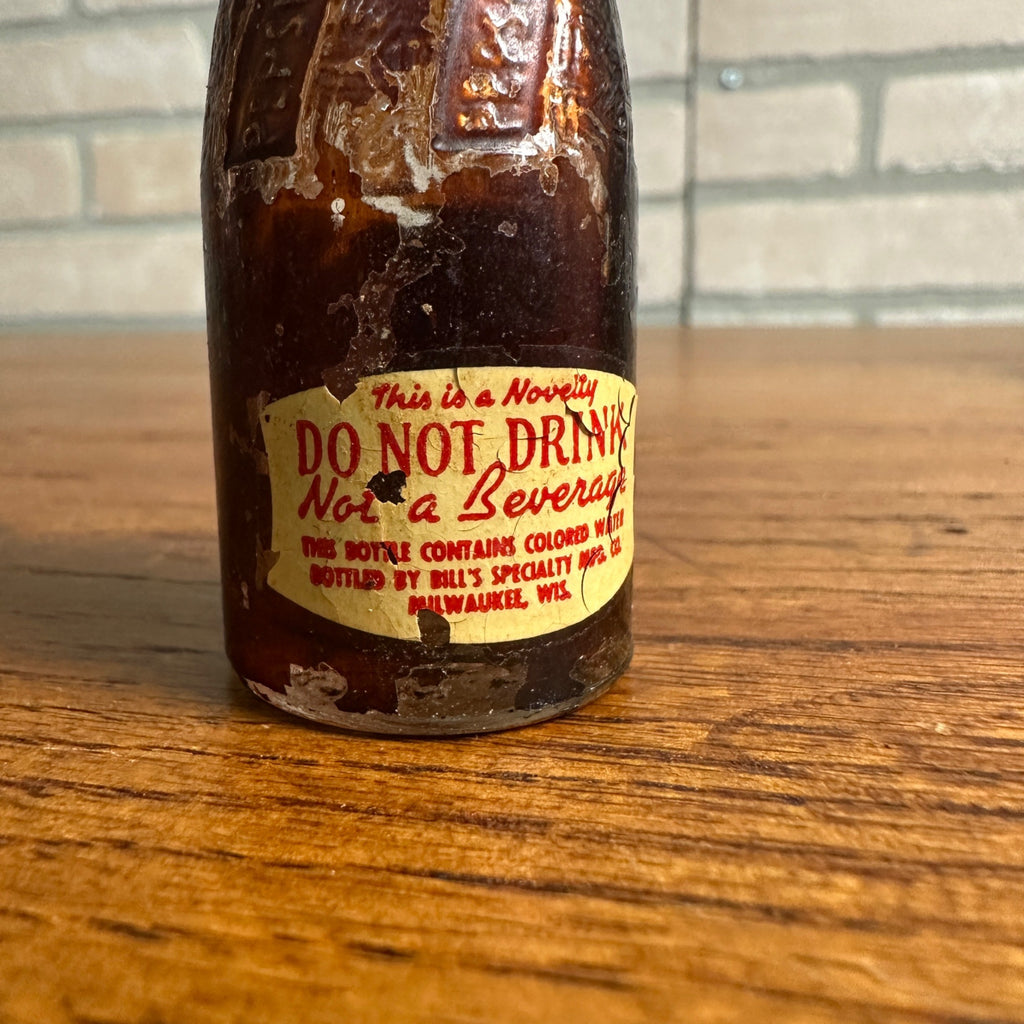 This is a Novelty
DO NOT DRINK
Not a Beverage
THIS BOTTLE CONTAINS COLORED WATER
BOTTLED BY BILL'S SPECIALTY MFG. CO.
MILWAUKEE, WIS.